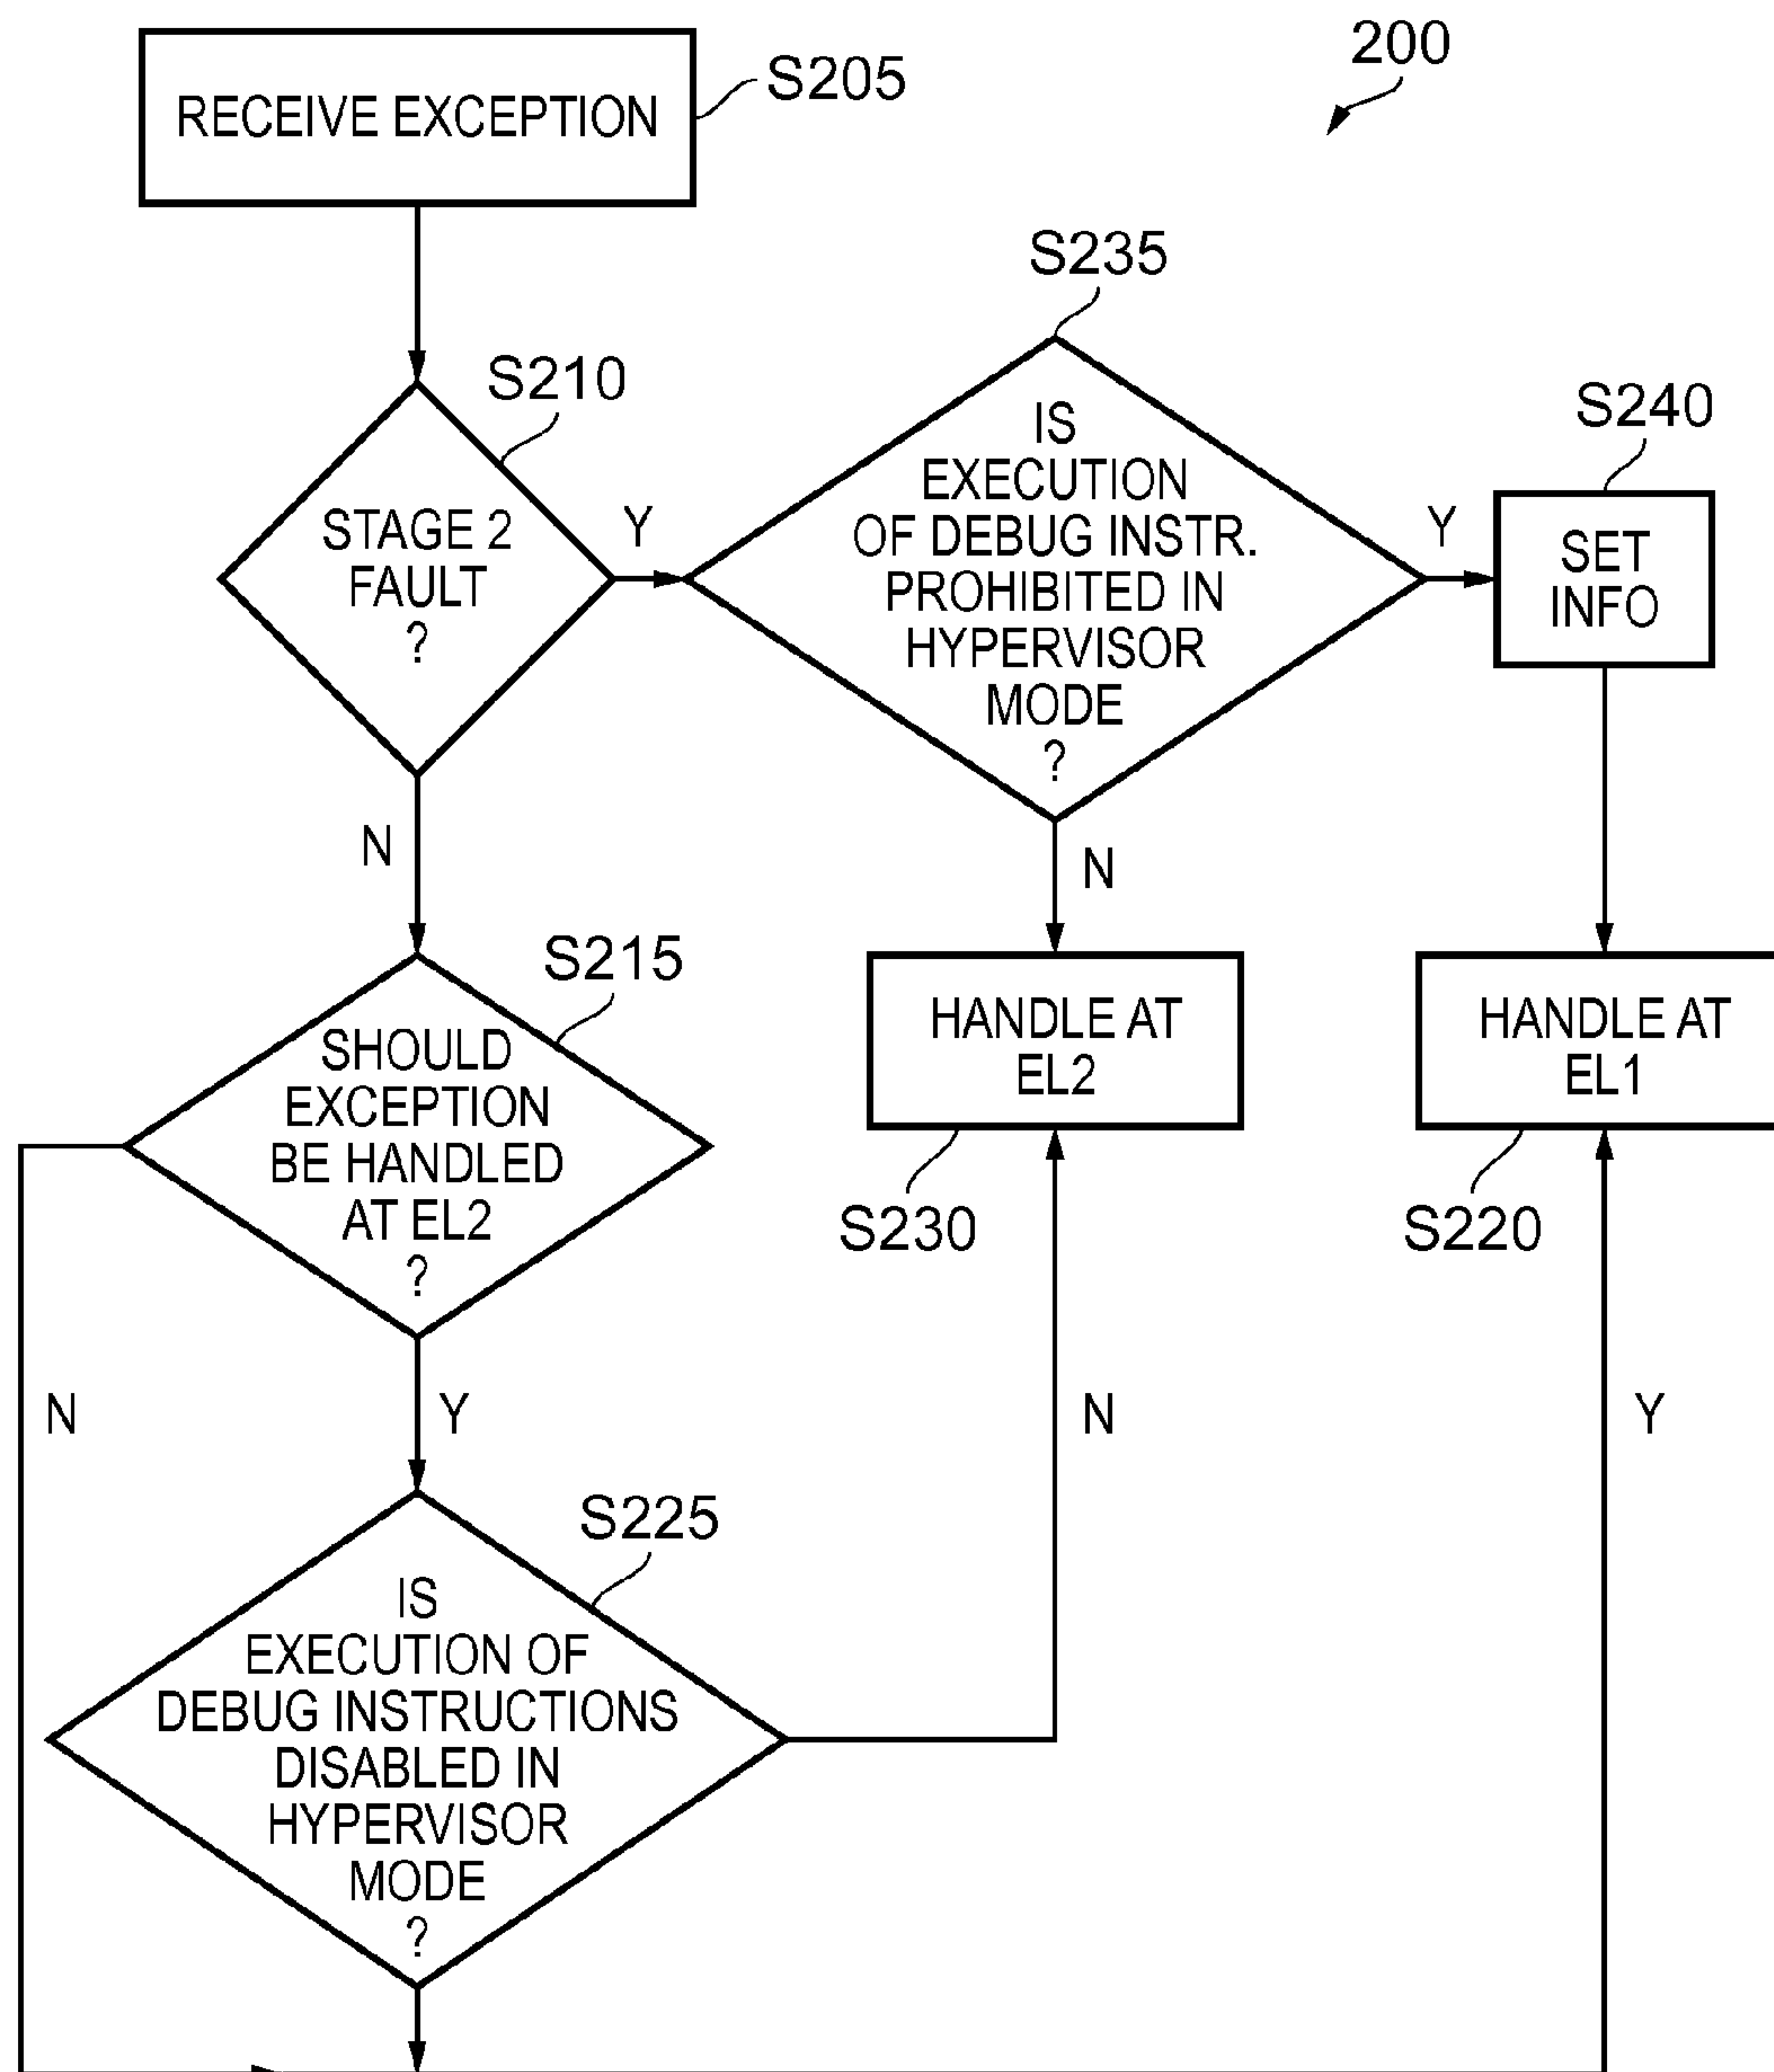 200
RECEIVE EXCEPTION
S205
S210
STAGE 2
FAULT
?
Y
N
S235
IS
EXECUTION
OF DEBUG INSTR.
PROHIBITED IN
HYPERVISOR
MODE
?
Y
N
S240
SET
INFO
S215
SHOULD
EXCEPTION
BE HANDLED
AT EL2
?
N
Y
HANDLE AT
EL2
S230
HANDLE AT
EL1
S220
S225
IS
EXECUTION OF
DEBUG INSTRUCTIONS
DISABLED IN
HYPERVISOR
MODE
?
N
Y